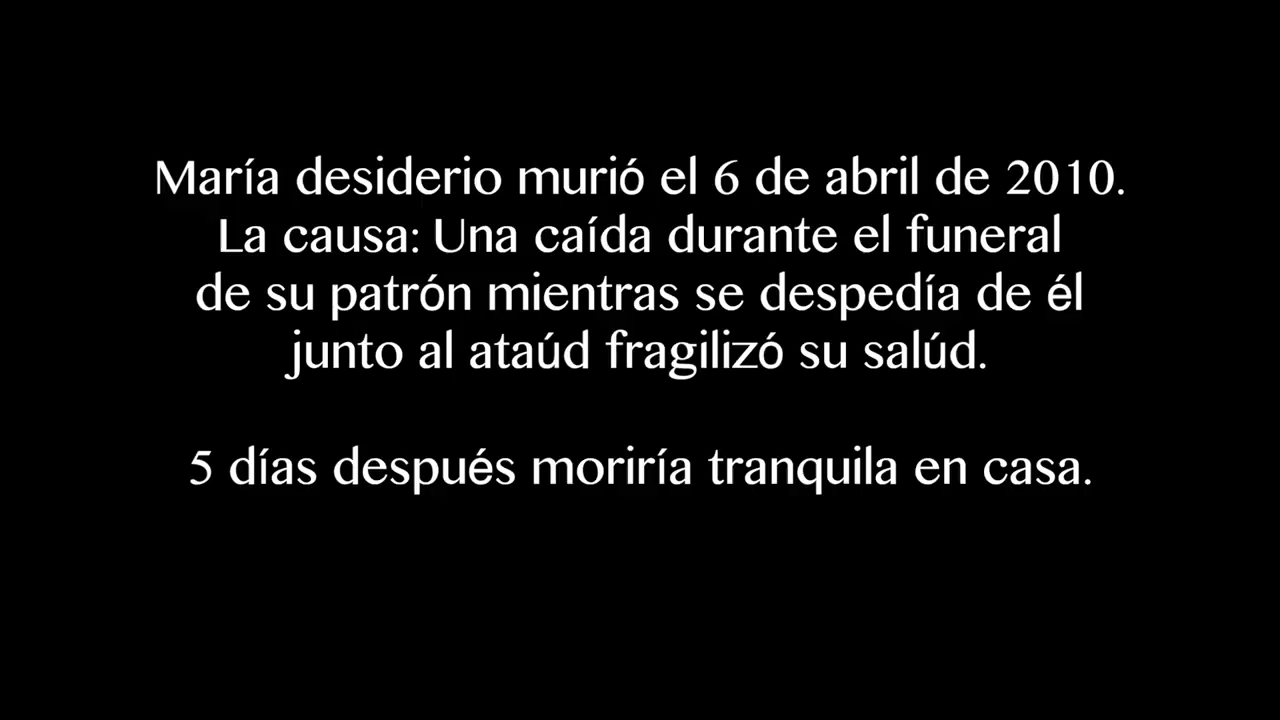 María desiderio murió el 6 de abril de 2010.
La causa: Una caída durante el funeral
de su patrón mientras se despedía de él
junto al ataúd fragilizó su salúd.
5 días después moriría tranquila en casa.